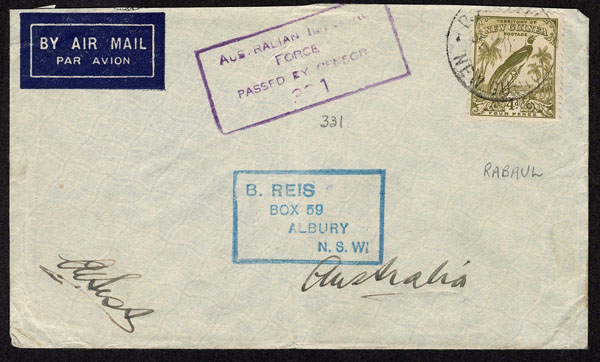 BY AIR MAIL
PAR AVION
AUSTRALIAN
FORCE
PASSED BY CENSOR
331
TERRITORY OF
NEW GUINEA
POSTAGE
4D
FOUR PENCE
RABAUL
B. REIS
BOX 59
ALBURY
N.S.W.
Australia